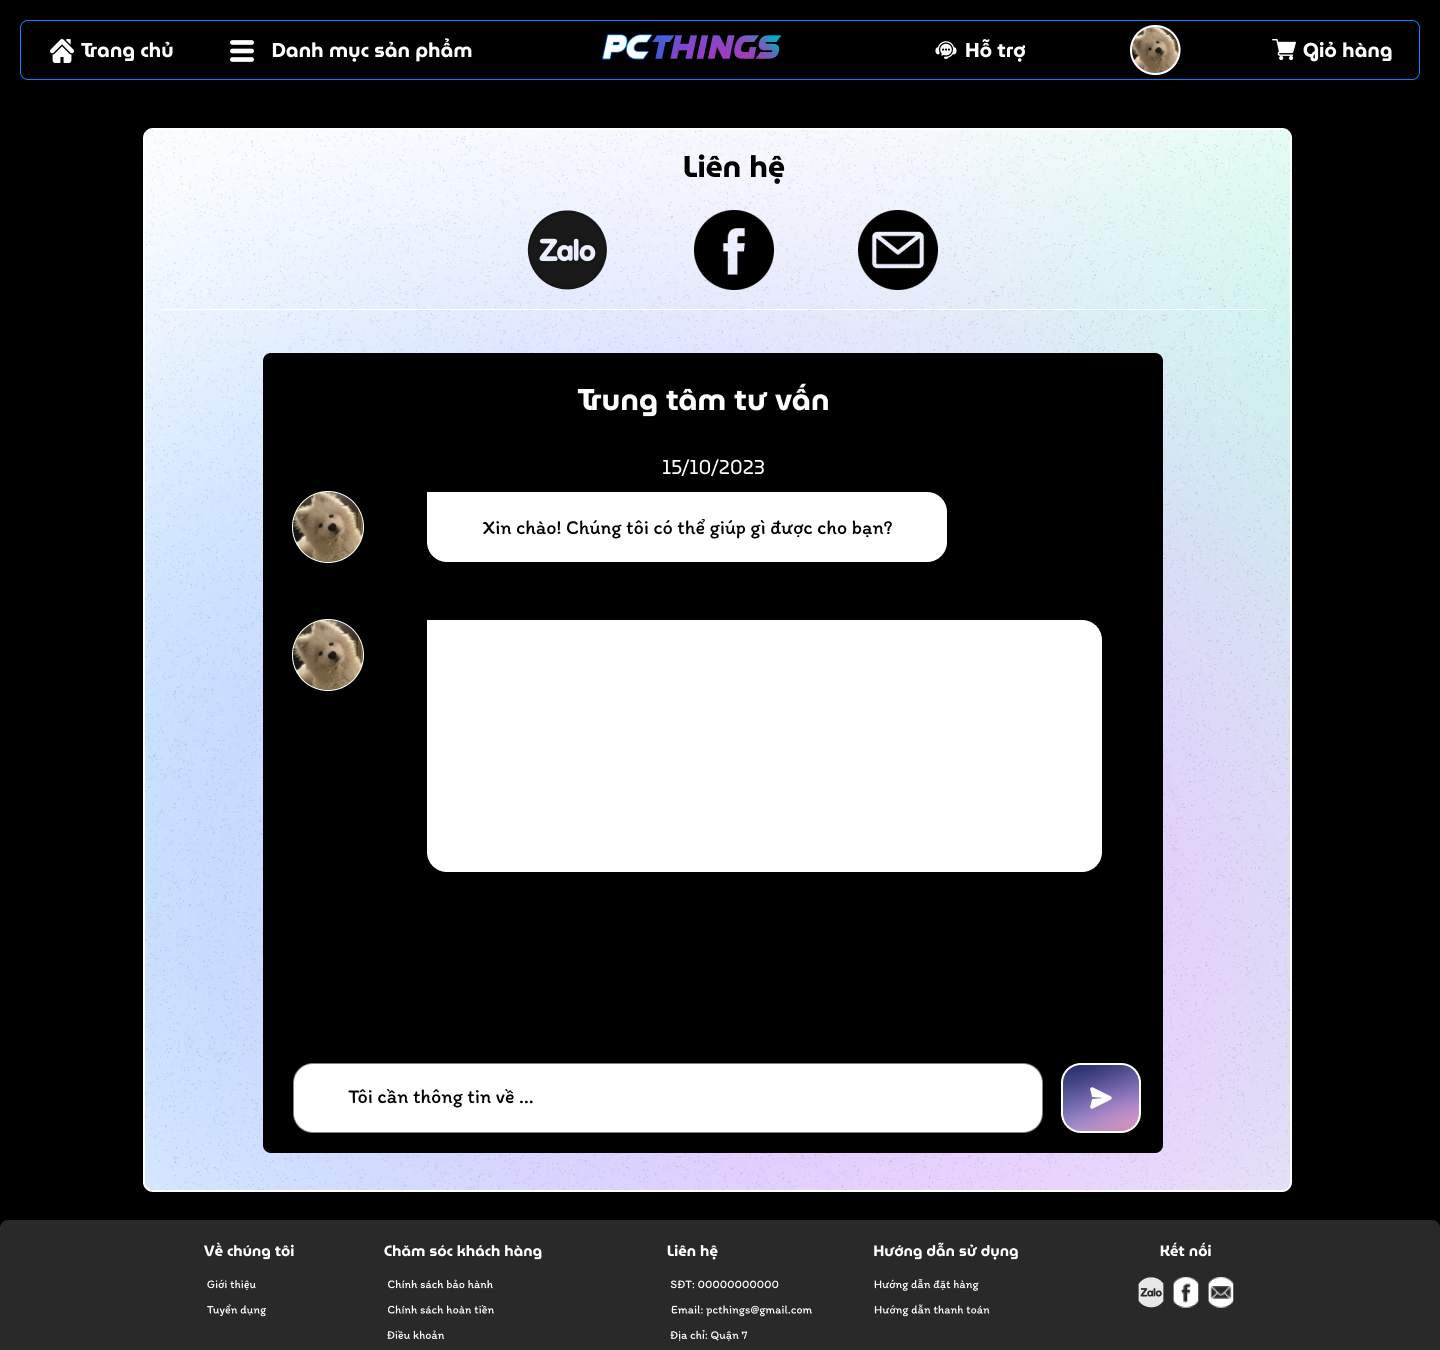 Trang chủ
Danh mục sản phẩm
PCTHINGS
Hỗ trợ
Giỏ hàng
Liên hệ
Zalo
Trung tâm tư vấn
15/10/2023
Xin chào! Chúng tôi có thể giúp gì được cho bạn?
Tôi cần thông tin về ...
Về chúng tôi
Giới thiệu
Tuyển dụng
Chăm sóc khách hàng
Chính sách bảo hành
Chính sách hoàn tiền
Điều khoản
Liên hệ
SĐT: 00000000000
Email: pcthings@gmail.com
Địa chỉ: Quận 7
Hướng dẫn sử dụng
Hướng dẫn đặt hàng
Hướng dẫn thanh toán
Kết nối
Zalo